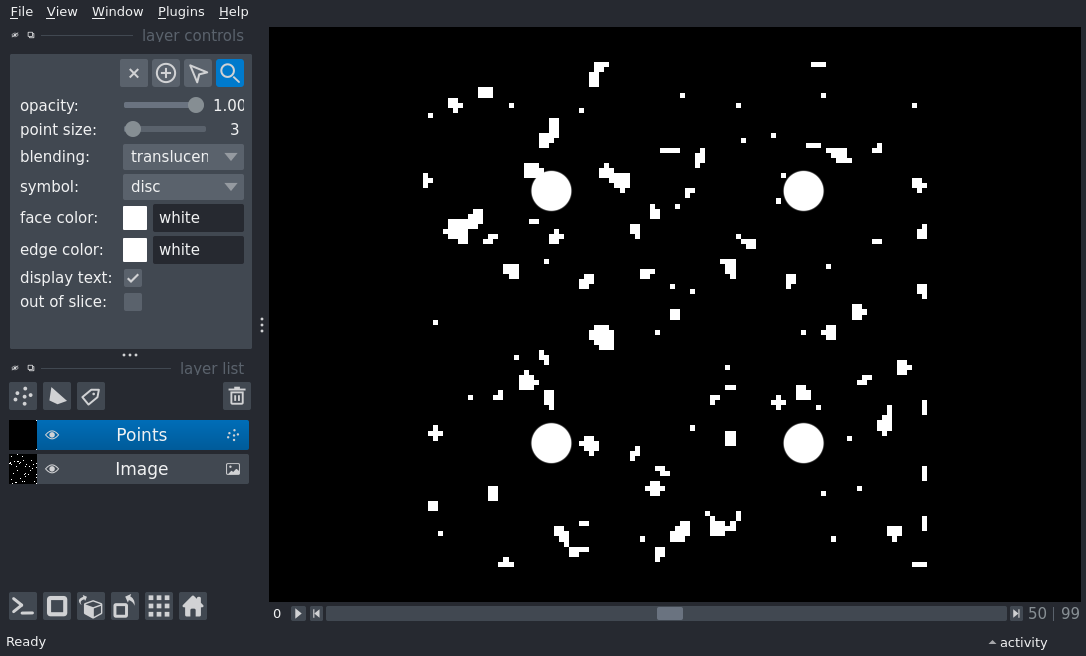 File View Window Plugins Help
layer controls
opacity: 1.00
point size: 3
blending: translucen
symbol: disc
face color: white
edge color: white
display text:
out of slice:
layer list
Points
Image
0 50 | 99
Ready activity